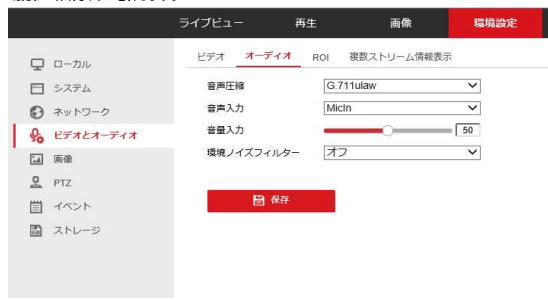 ライブビュー 再生 画像 環境設定
ローカル
システム
ネットワーク
ビデオとオーディオ
画像
PTZ
イベント
ストレージ
ビデオ オーディオ ROI 複数ストリーム情報表示
音声圧縮 G.711ulaw
音声入力 MicIn
音量入力 50
環境ノイズフィルター オフ
保存